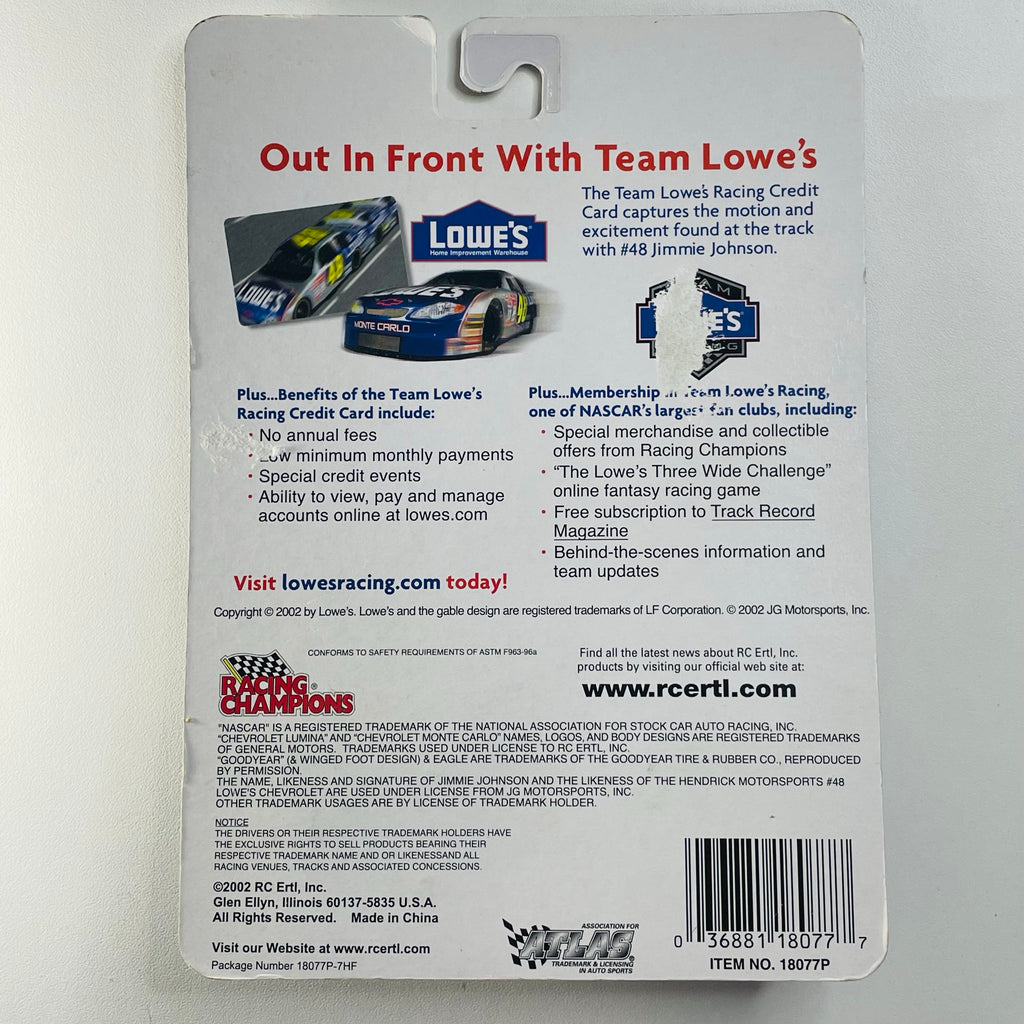 Out In Front With Team Lowe's
The Team Lowe's Racing Credit
Card captures the motion and
excitement found at the track
with #48 Jimmie Johnson.
LOWE'S
Home Improvement Warehouse
LOWE'S
48
MONTE CARLO
Plus...Benefits of the Team Lowe's
Racing Credit Card include:
• No annual fees
• Low minimum monthly payments
• Special credit events
• Ability to view, pay and manage
accounts online at lowes.com
Plus...Membership in Team Lowe's Racing,
one of NASCAR's largest fan clubs, including:
• Special merchandise and collectible
offers from Racing Champions
• "The Lowe's Three Wide Challenge"
online fantasy racing game
• Free subscription to Track Record
Magazine
• Behind-the-scenes information and
team updates
Visit lowesracing.com today!
Copyright © 2002 by Lowe's. Lowe's and the gable design are registered trademarks of LF Corporation. © 2002 JG Motorsports, Inc.
CONFORMS TO SAFETY REQUIREMENTS OF ASTM F963-96a
RACING®
CHAMPIONS
Find all the latest news about RC Ertl, Inc.
products by visiting our official web site at:
www.rcertl.com
"NASCAR" IS A REGISTERED TRADEMARK OF THE NATIONAL ASSOCIATION FOR STOCK CAR AUTO RACING, INC.
"CHEVROLET LUMINA" AND "CHEVROLET MONTE CARLO" NAMES, LOGOS, AND BODY DESIGNS ARE REGISTERED TRADEMARKS
OF GENERAL MOTORS. TRADEMARKS USED UNDER LICENSE TO RC ERTL, INC.
"GOODYEAR" (& WINGED FOOT DESIGN) & EAGLE ARE TRADEMARKS OF THE GOODYEAR TIRE & RUBBER CO., REPRODUCED
BY PERMISSION.
THE NAME, LIKENESS AND SIGNATURE OF JIMMIE JOHNSON AND THE LIKENESS OF THE HENDRICK MOTORSPORTS #48
LOWE'S CHEVROLET ARE USED UNDER LICENSE FROM JG MOTORSPORTS, INC.
OTHER TRADEMARK USAGES ARE BY LICENSE OF TRADEMARK HOLDER.
NOTICE
THE DRIVERS OR THEIR RESPECTIVE TRADEMARK HOLDERS HAVE
THE EXCLUSIVE RIGHTS TO SELL PRODUCTS BEARING THEIR
RESPECTIVE TRADEMARK NAME AND OR LIKENESSAND ALL
RACING VENUES, TRACKS AND ASSOCIATED CONCESSIONS.
©2002 RC Ertl, Inc.
Glen Ellyn, Illinois 60137-5835 U.S.A.
All Rights Reserved. Made in China
Visit our Website at www.rcertl.com
Package Number 18077P-7HF
ASSOCIATION FOR
ATLAS®
TRADEMARK & LICENSING
IN AUTO SPORTS
0 36881 18077 7
ITEM NO. 18077P